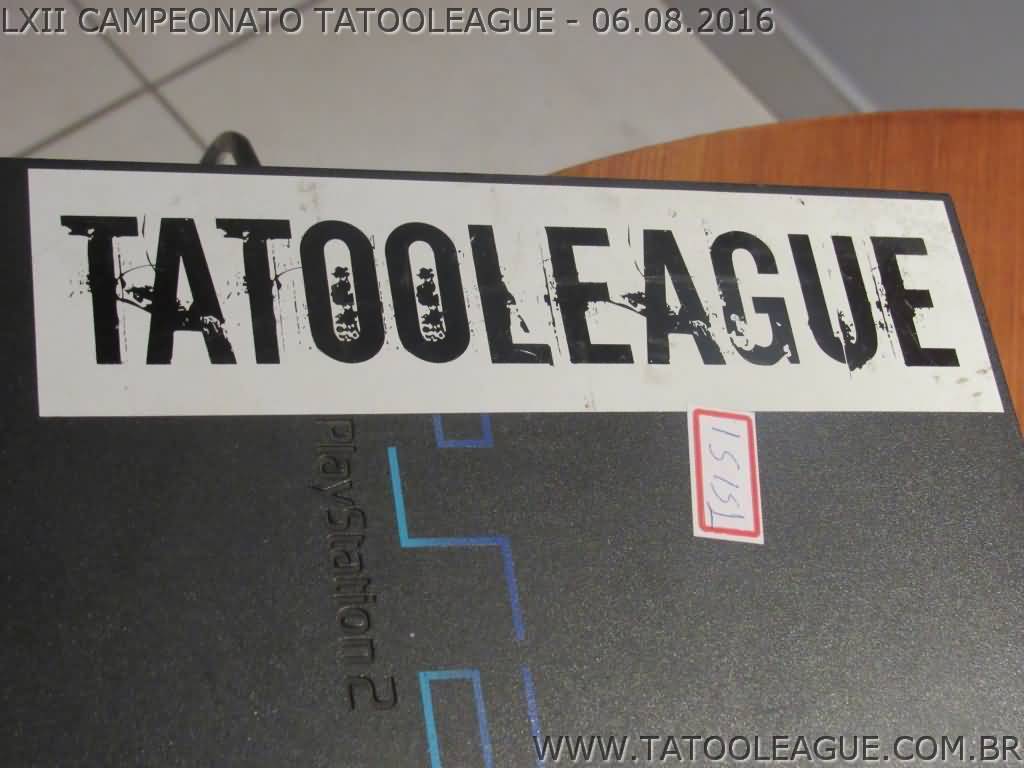 LXII CAMPEONATO TATOOLEAGUE - 06.08.2016
TATOOLEAGUE
PlayStation 2
WWW.TATOOLEAGUE.COM.BR